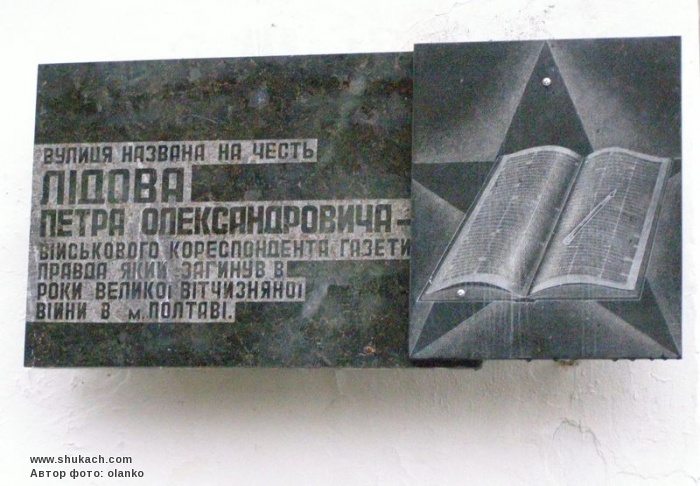 ВУЛИЦЯ НАЗВАНА НА ЧЕСТЬ
ЛІДОВА
ПЕТРА ОЛЕКСАНДРОВИЧА-
ВІЙСЬКОВОГО КОРЕСПОНДЕНТА ГАЗЕТИ
ПРАВДА ЯКИЙ ЗАГИНУВ В
РОКИ ВЕЛИКОЇ ВІТЧИЗНЯНОЇ
ВІЙНИ В м. ПОЛТАВІ.
www.shukach.com
Автор фото: olanko